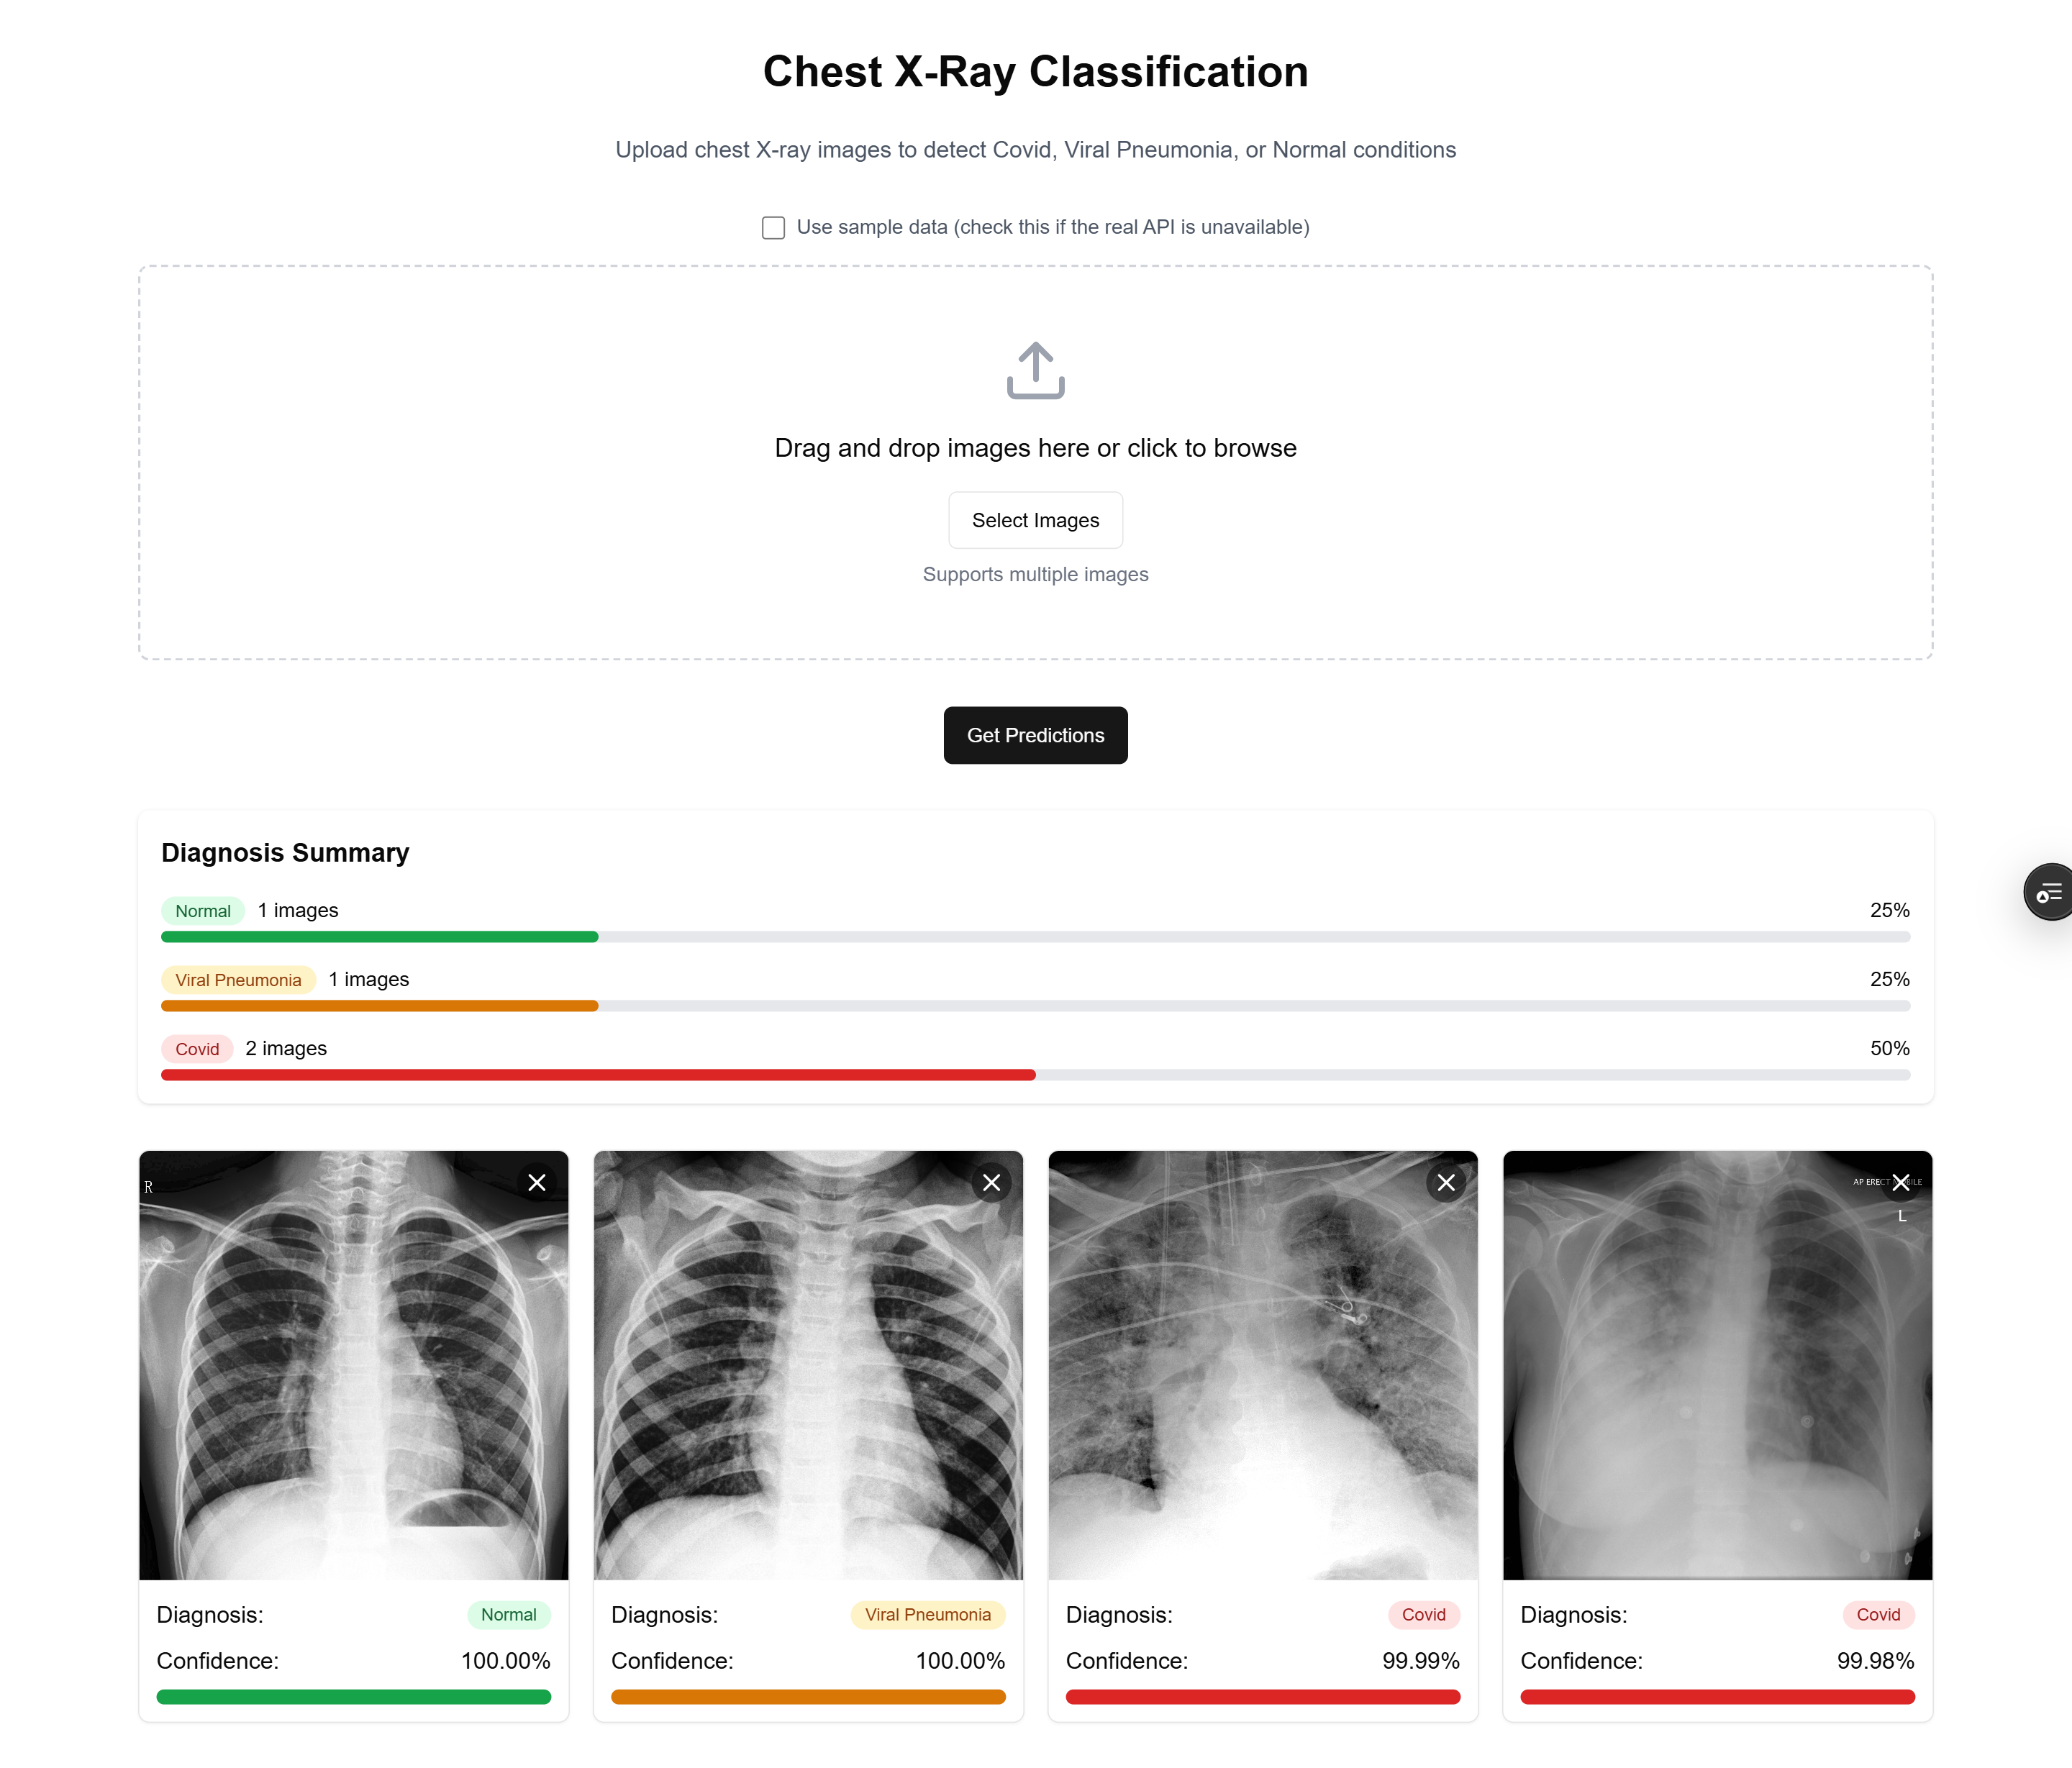 Chest X-Ray Classification
Upload chest X-ray images to detect Covid, Viral Pneumonia, or Normal conditions
Use sample data (check this if the real API is unavailable)
Drag and drop images here or click to browse
Select Images
Supports multiple images
Get Predictions
Diagnosis Summary
Normal 1 images 25%
Viral Pneumonia 1 images 25%
Covid 2 images 50%
R
AP ERECT
L
Diagnosis: Normal
Confidence: 100.00%
Diagnosis: Viral Pneumonia
Confidence: 100.00%
Diagnosis: Covid
Confidence: 99.99%
Diagnosis: Covid
Confidence: 99.98%